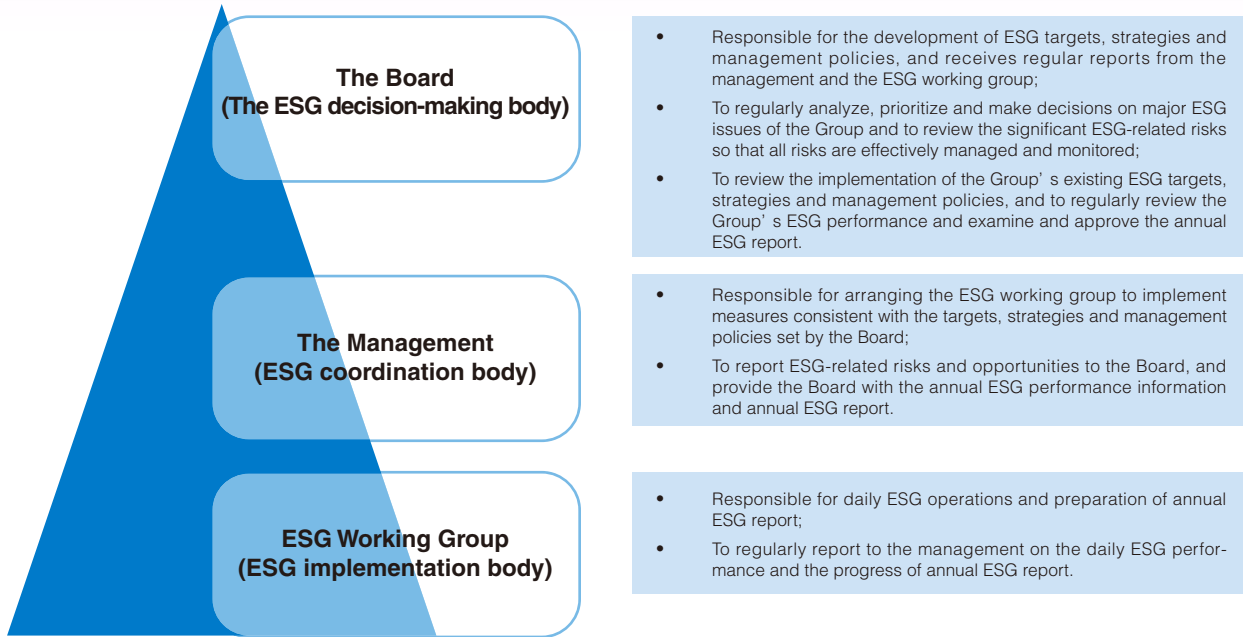 The Board
(The ESG decision-making body)
• Responsible for the development of ESG targets, strategies and
management policies, and receives regular reports from the
management and the ESG working group;
• To regularly analyze, prioritize and make decisions on major ESG
issues of the Group and to review the significant ESG-related risks
so that all risks are effectively managed and monitored;
• To review the implementation of the Group' s existing ESG targets,
strategies and management policies, and to regularly review the
Group' s ESG performance and examine and approve the annual
ESG report.
The Management
(ESG coordination body)
• Responsible for arranging the ESG working group to implement
measures consistent with the targets, strategies and management
policies set by the Board;
• To report ESG-related risks and opportunities to the Board, and
provide the Board with the annual ESG performance information
and annual ESG report.
ESG Working Group
(ESG implementation body)
• Responsible for daily ESG operations and preparation of annual
ESG report;
• To regularly report to the management on the daily ESG perfor-
mance and the progress of annual ESG report.